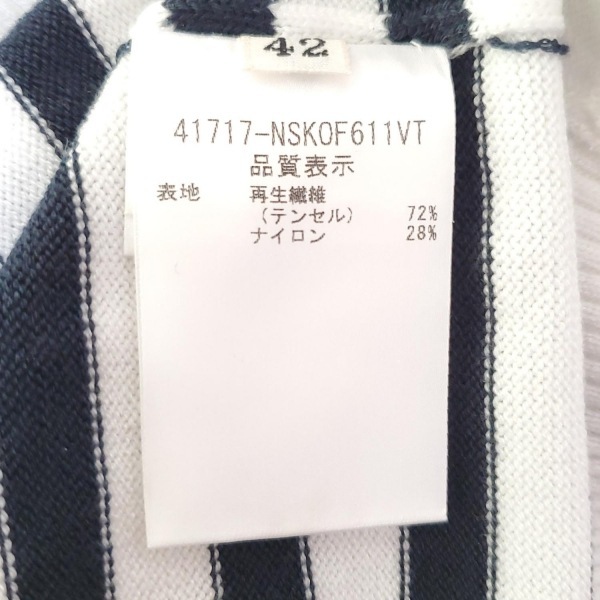 42
41717-NSKOF611VT
品質表示
表地 再生繊維
(テンセル) 72%
ナイロン 28%